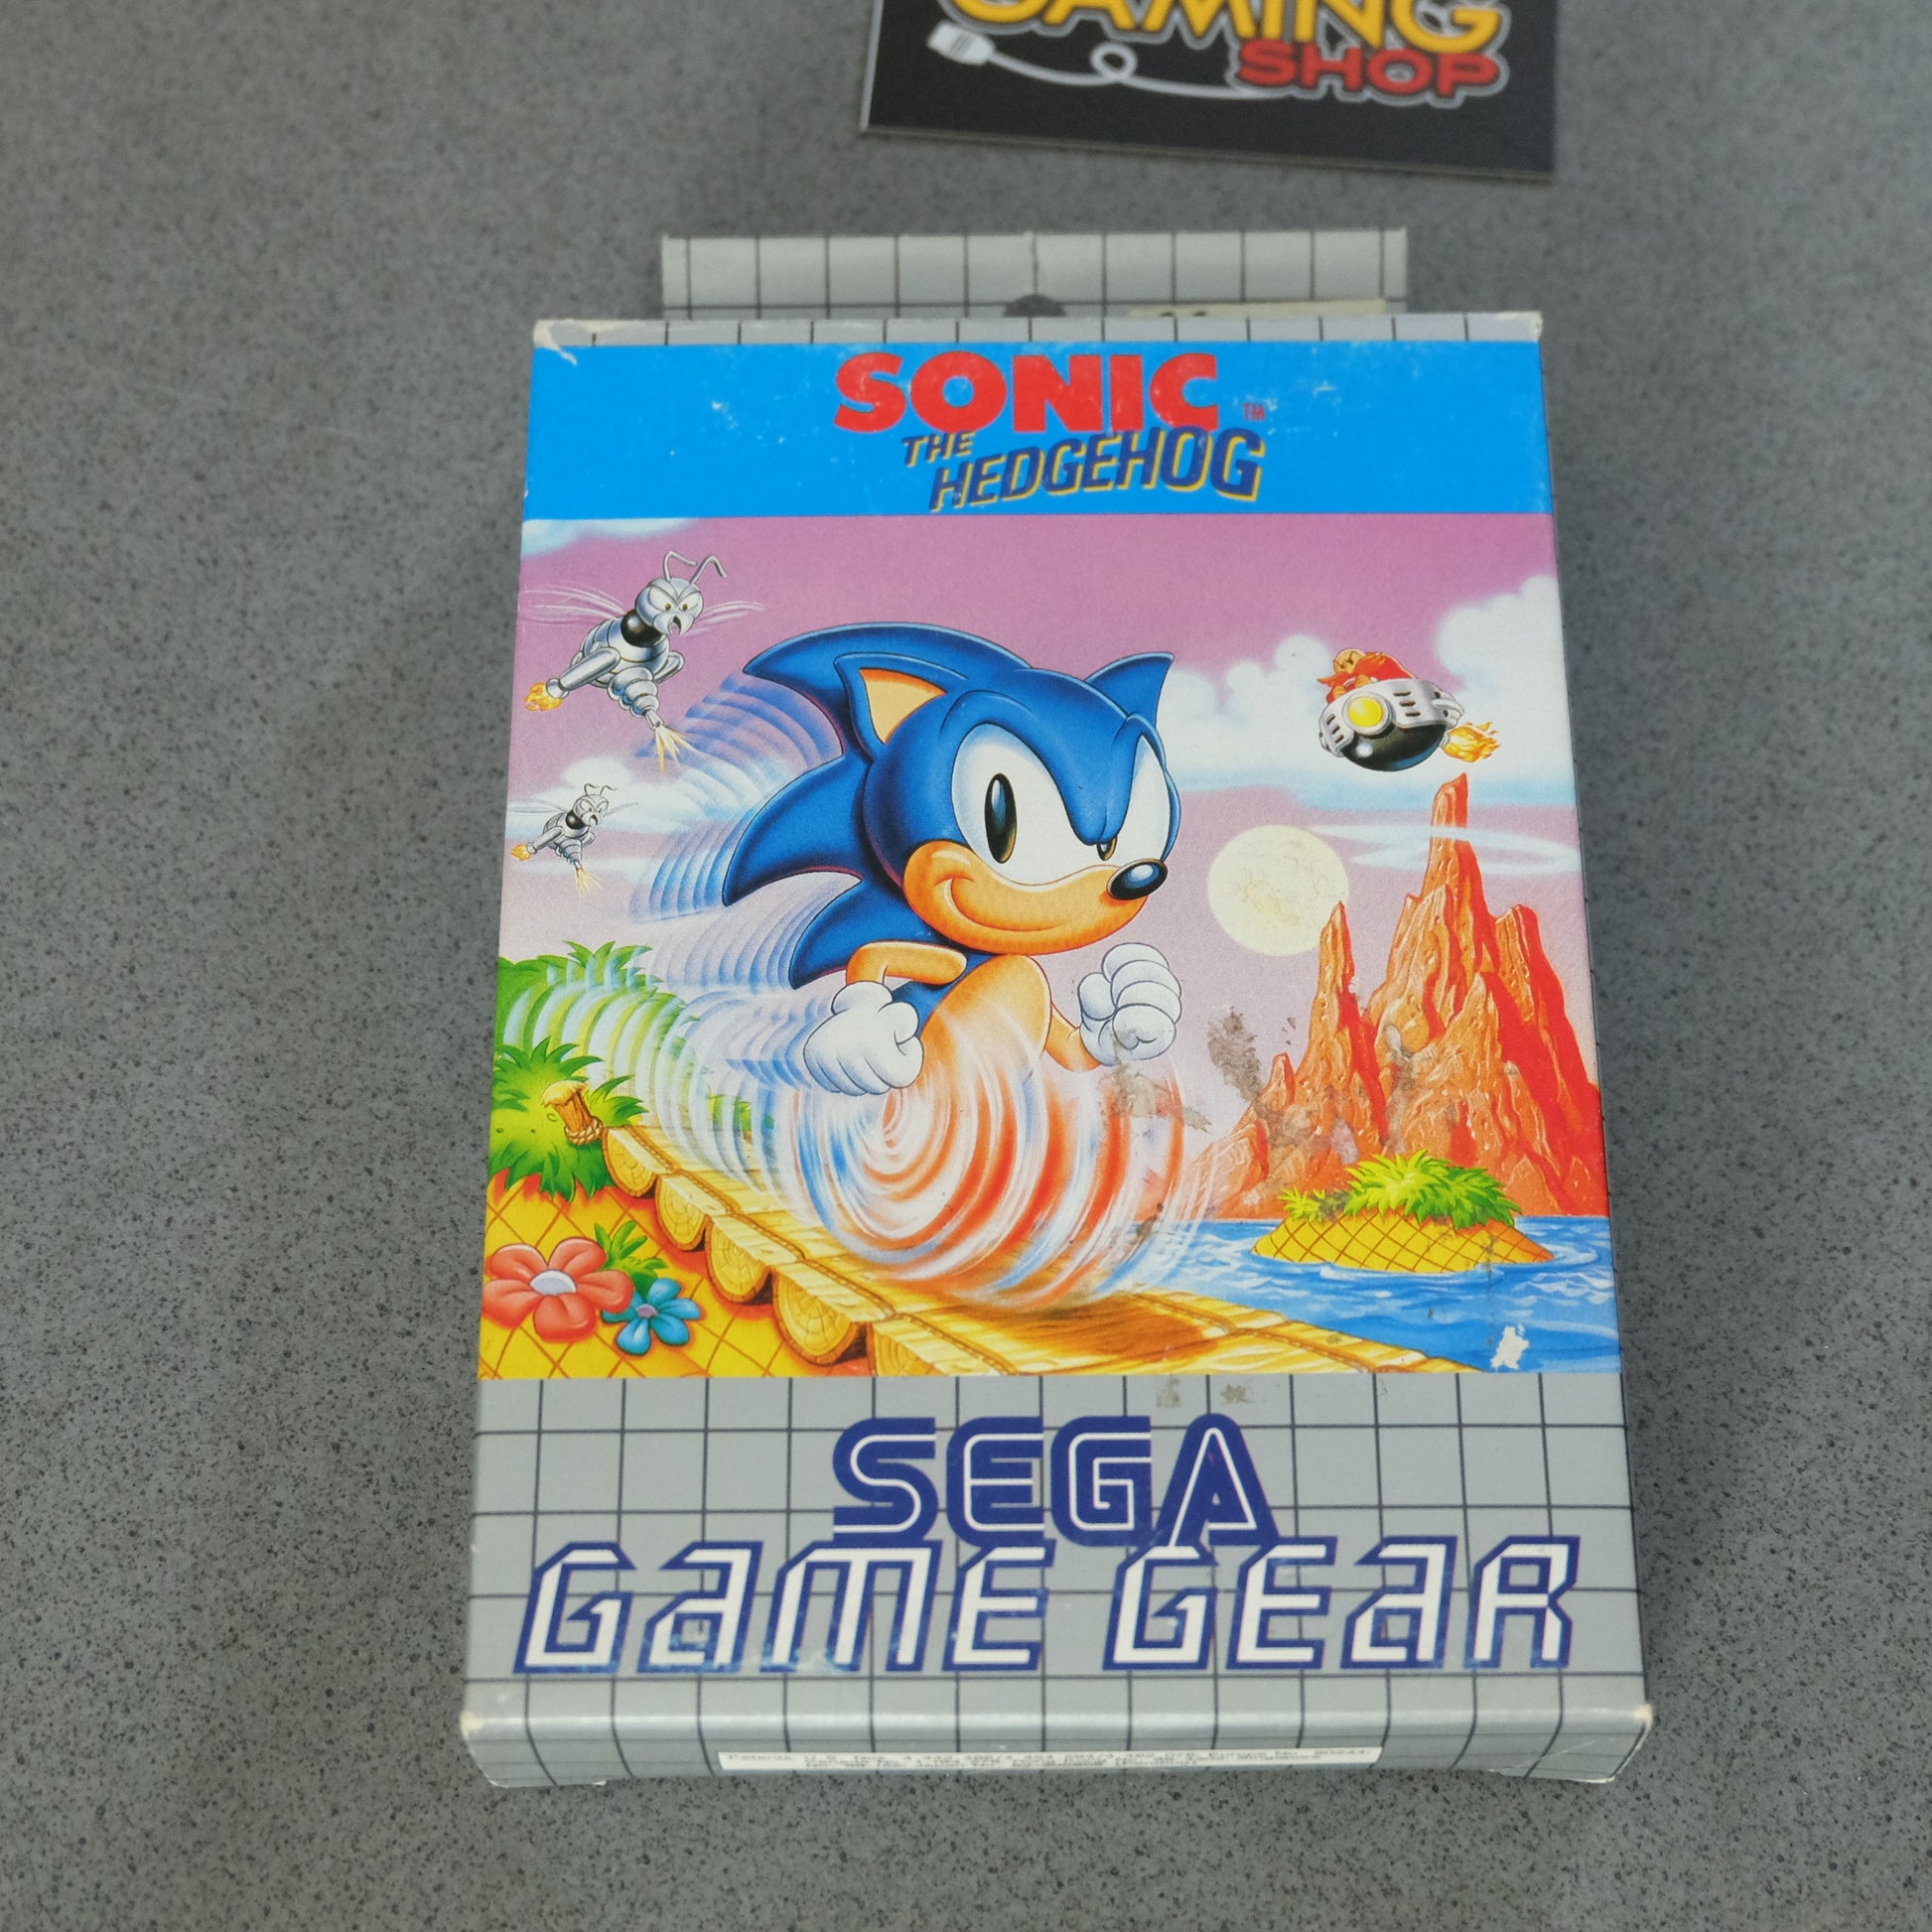 GAMING
SHOP
SONIC ™
THE
HEDGEHOG
SEGA
GAME GEAR